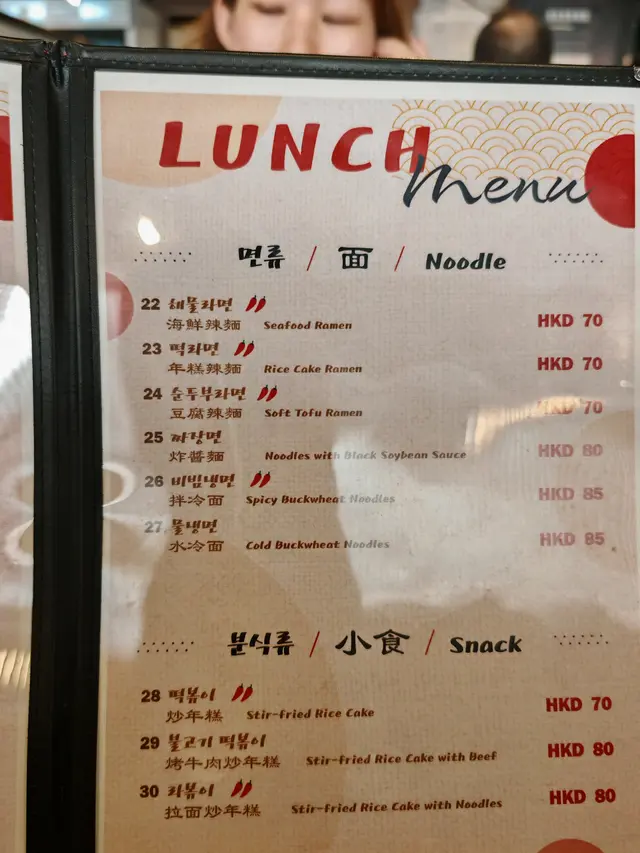 LUNCH
Menu
면류 / 面 / Noodle
22 해물라면
海鮮辣麵 Seafood Ramen HKD 70
23 떡라면
年糕辣麵 Rice Cake Ramen HKD 70
24 순두부라면
豆腐辣麵 Soft Tofu Ramen HKD 70
25 짜장면
炸醬麵 Noodles with Black Soybean Sauce HKD 80
26 비빔냉면
拌冷面 Spicy Buckwheat Noodles HKD 85
27 물냉면
水冷面 Cold Buckwheat Noodles HKD 85
분식류 / 小食 / Snack
28 떡볶이
炒年糕 Stir-fried Rice Cake HKD 70
29 불고기 떡볶이
烤牛肉炒年糕 Stir-fried Rice Cake with Beef HKD 80
30 라볶이
拉面炒年糕 Stir-fried Rice Cake with Noodles HKD 80